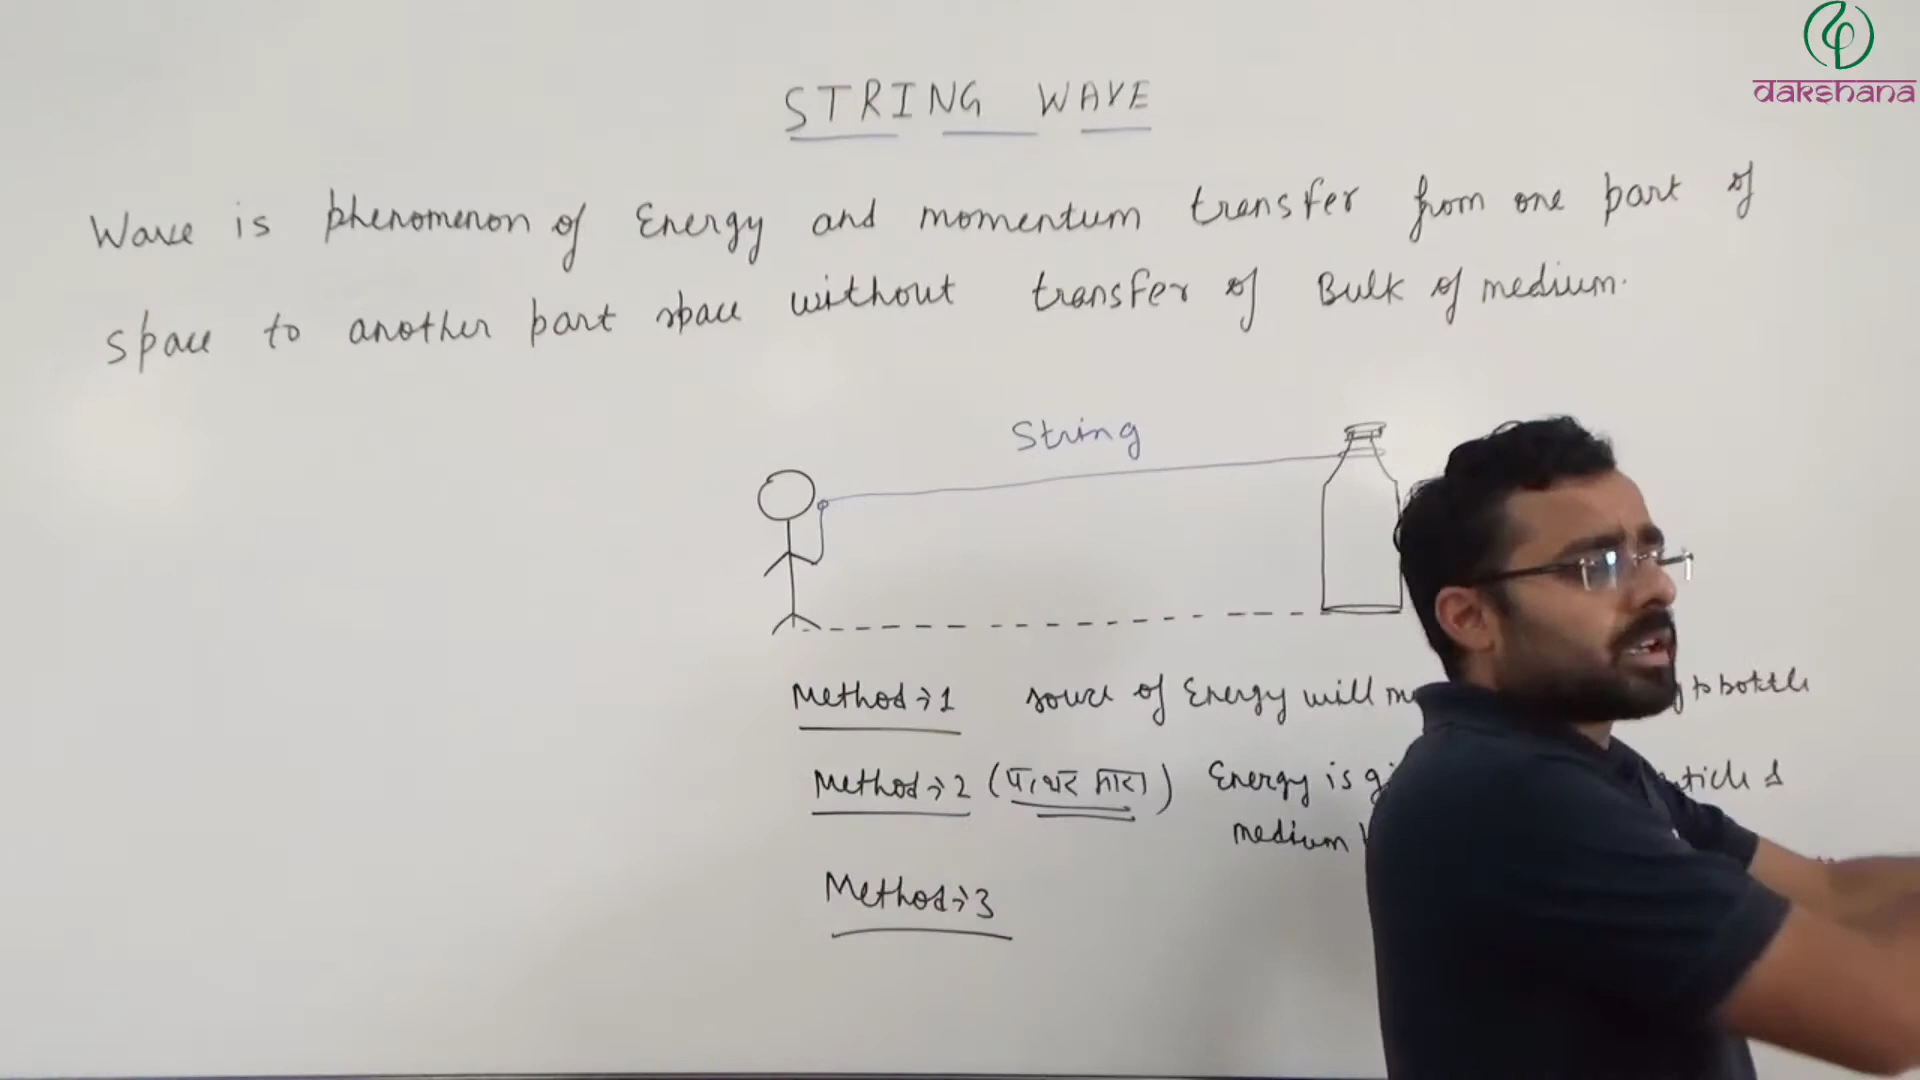 dakshana
STRING WAVE
Wave is phenomenon of Energy and momentum transfer from one part of
space to another part space without transfer of Bulk of medium.
String
Method → 1 source of Energy will to bottle
Method → 2 (पत्थर मारा) Energy is
medium
Method → 3